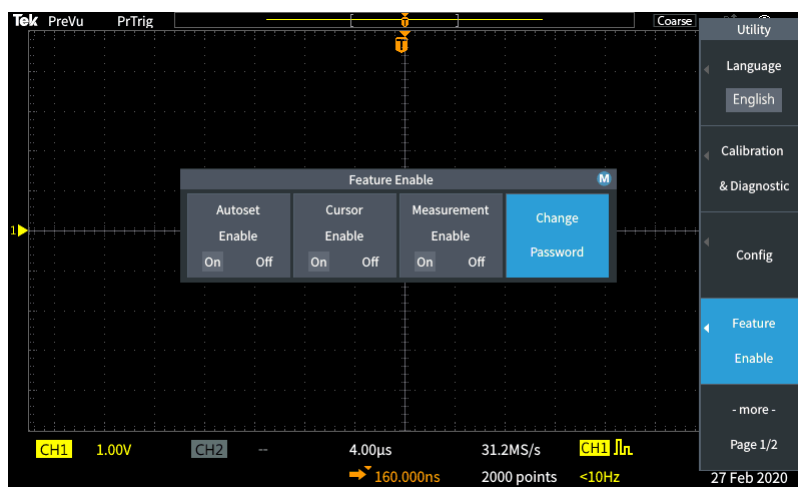 Tek PreVu PrTrig
T
Coarse
T
Utility
Language
English
Calibration
& Diagnostic
Config
Feature
Enable
- more -
Page 1/2
Feature Enable M
Autoset
Enable
On Off
Cursor
Enable
On Off
Measurement
Enable
On Off
Change
Password
1
CH1 1.00V CH2 -- 4.00µs 31.2MS/s CH1
160.000ns 2000 points <10Hz 27 Feb 2020